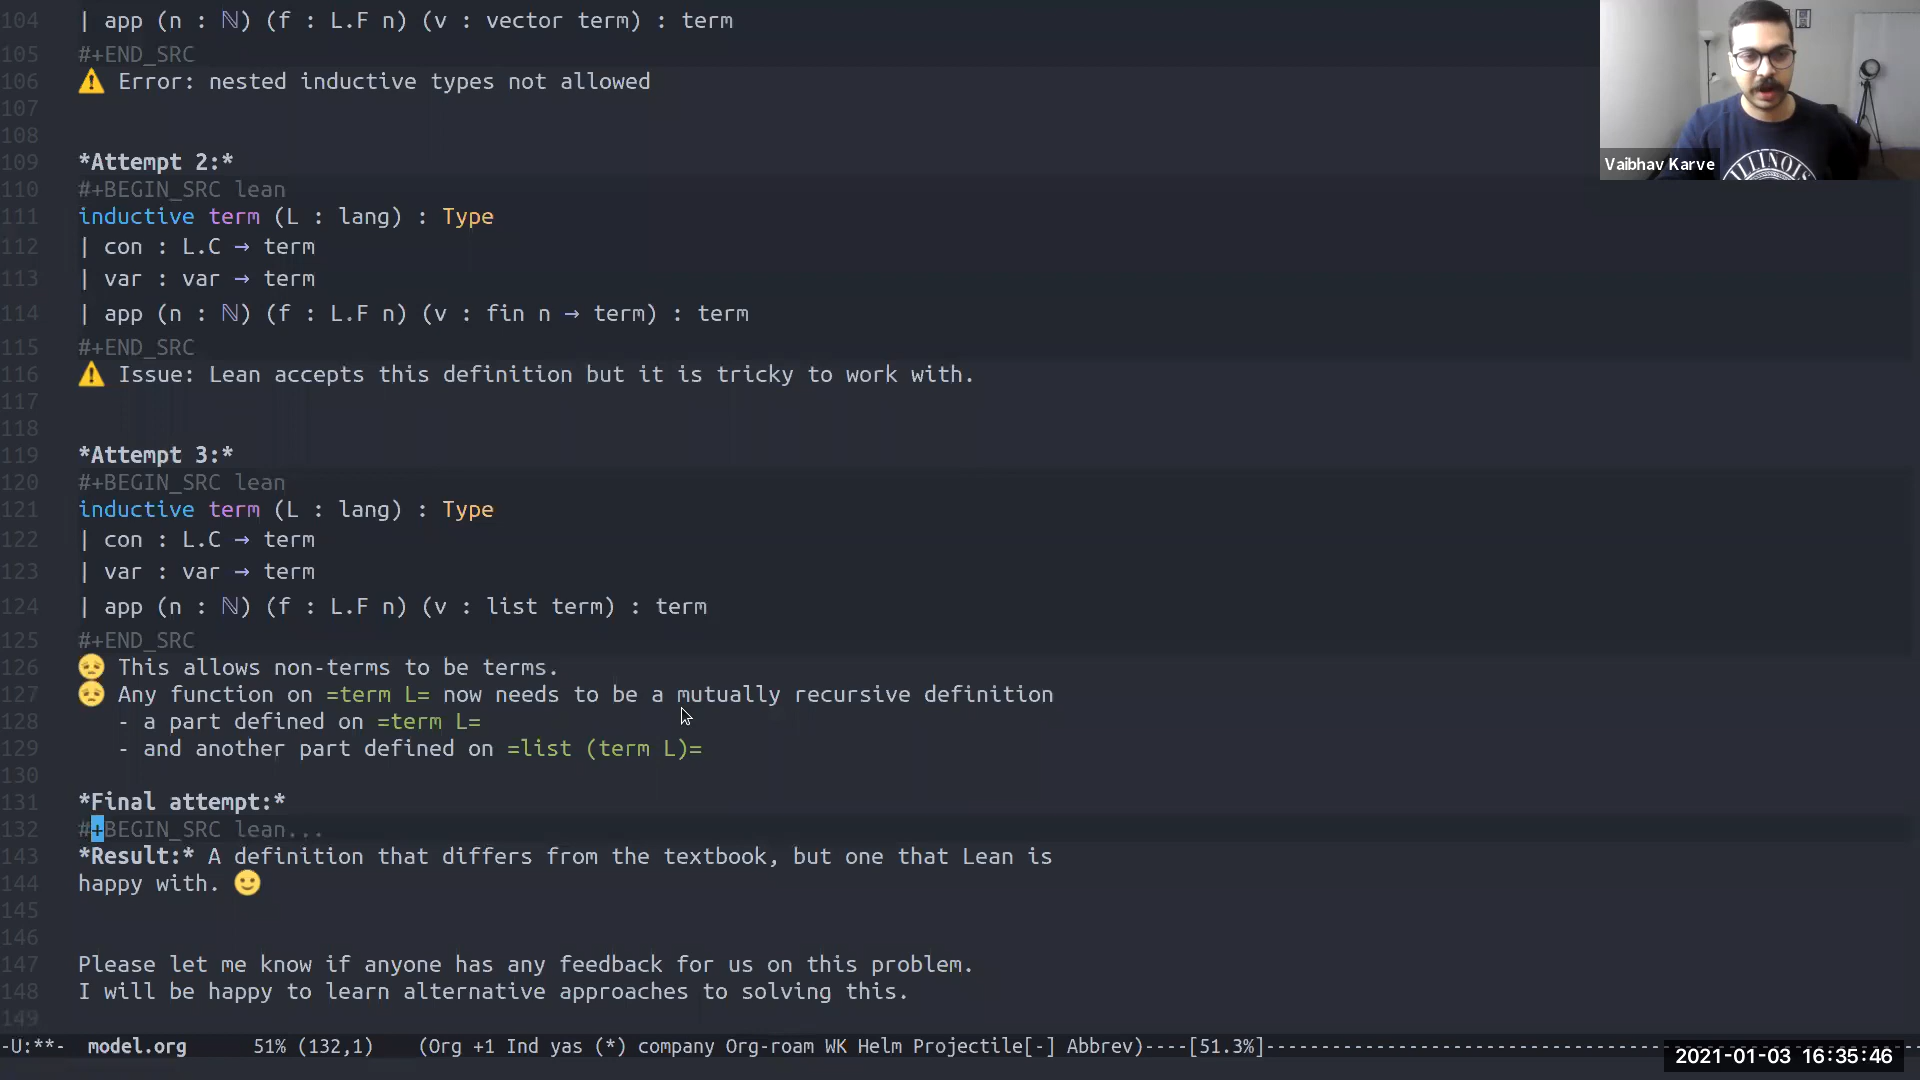 104 | app (n : ℕ) (f : L.F n) (v : vector term) : term
105 #+END_SRC
106 ⚠️ Error: nested inductive types not allowed
107
108
109 *Attempt 2:*
110 #+BEGIN_SRC lean
111 inductive term (L : lang) : Type
112 | con : L.C → term
113 | var : var → term
114 | app (n : ℕ) (f : L.F n) (v : fin n → term) : term
115 #+END_SRC
116 ⚠️ Issue: Lean accepts this definition but it is tricky to work with.
117
118
119 *Attempt 3:*
120 #+BEGIN_SRC lean
121 inductive term (L : lang) : Type
122 | con : L.C → term
123 | var : var → term
124 | app (n : ℕ) (f : L.F n) (v : list term) : term
125 #+END_SRC
126 😞 This allows non-terms to be terms.
127 😞 Any function on =term L= now needs to be a mutually recursive definition
128 - a part defined on =term L=
129 - and another part defined on =list (term L)=
130
131 *Final attempt:*
132 #+BEGIN_SRC lean...
143 *Result:* A definition that differs from the textbook, but one that Lean is
144 happy with. 🙂
145
146
147 Please let me know if anyone has any feedback for us on this problem.
148 I will be happy to learn alternative approaches to solving this.
149
-U:**- model.org 51% (132,1) (Org +1 Ind yas (*) company Org-roam WK Helm Projectile[-] Abbrev)----[51.3%]-----------------------------------------
Vaibhav Karve
ILLINOIS
2021-01-03 16:35:46